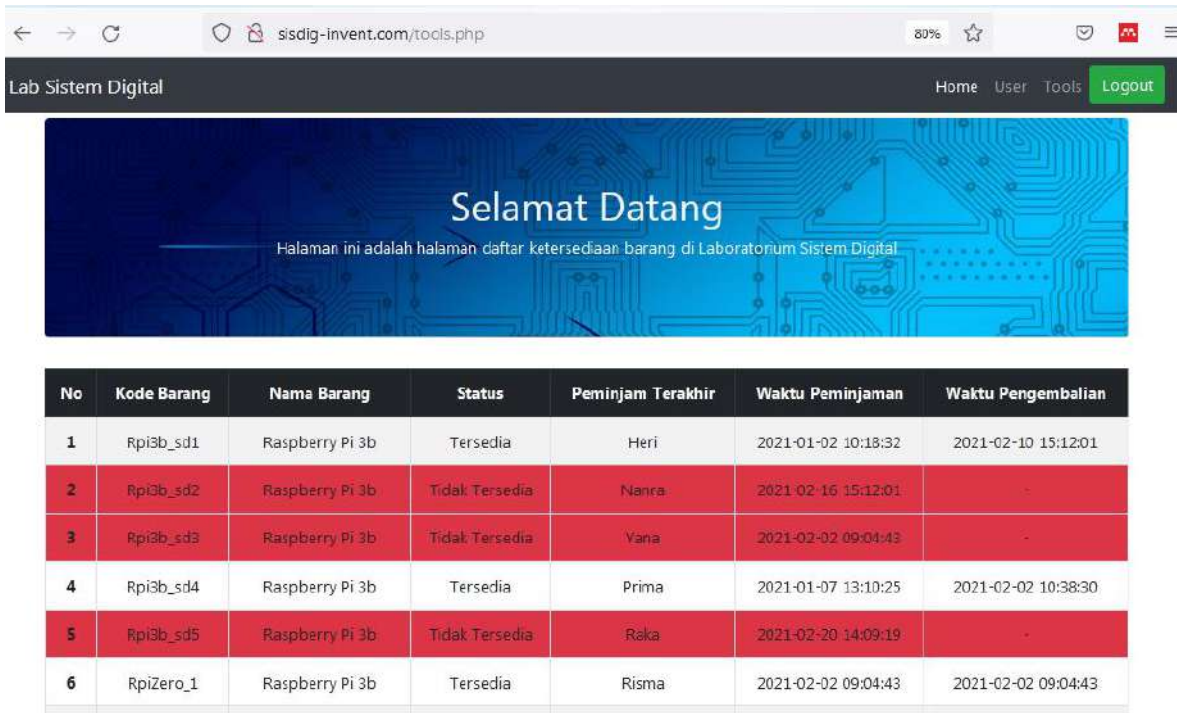 sisdig-invent.com/tools.php 80%
Lab Sistem Digital Home User Tools Logout
Selamat Datang
Halaman ini adalah halaman daftar ketersediaan barang di Laboratorium Sistem Digital
No Kode Barang Nama Barang Status Peminjam Terakhir Waktu Peminjaman Waktu Pengembalian
1 Rpi3b_sd1 Raspberry Pi 3b Tersedia Heri 2021-01-02 10:18:32 2021-02-10 15:12:01
2 Rpi3b_sd2 Raspberry Pi 3b Tidak Tersedia Nanra 2021-02-16 15:12:01 -
3 Rpi3b_sd3 Raspberry Pi 3b Tidak Tersedia Yana 2021-02-02 09:04:43 -
4 Rpi3b_sd4 Raspberry Pi 3b Tersedia Prima 2021-01-07 13:10:25 2021-02-02 10:38:30
5 Rpi3b_sd5 Raspberry Pi 3b Tidak Tersedia Raka 2021-02-20 14:09:19 -
6 RpiZero_1 Raspberry Pi 3b Tersedia Risma 2021-02-02 09:04:43 2021-02-02 09:04:43